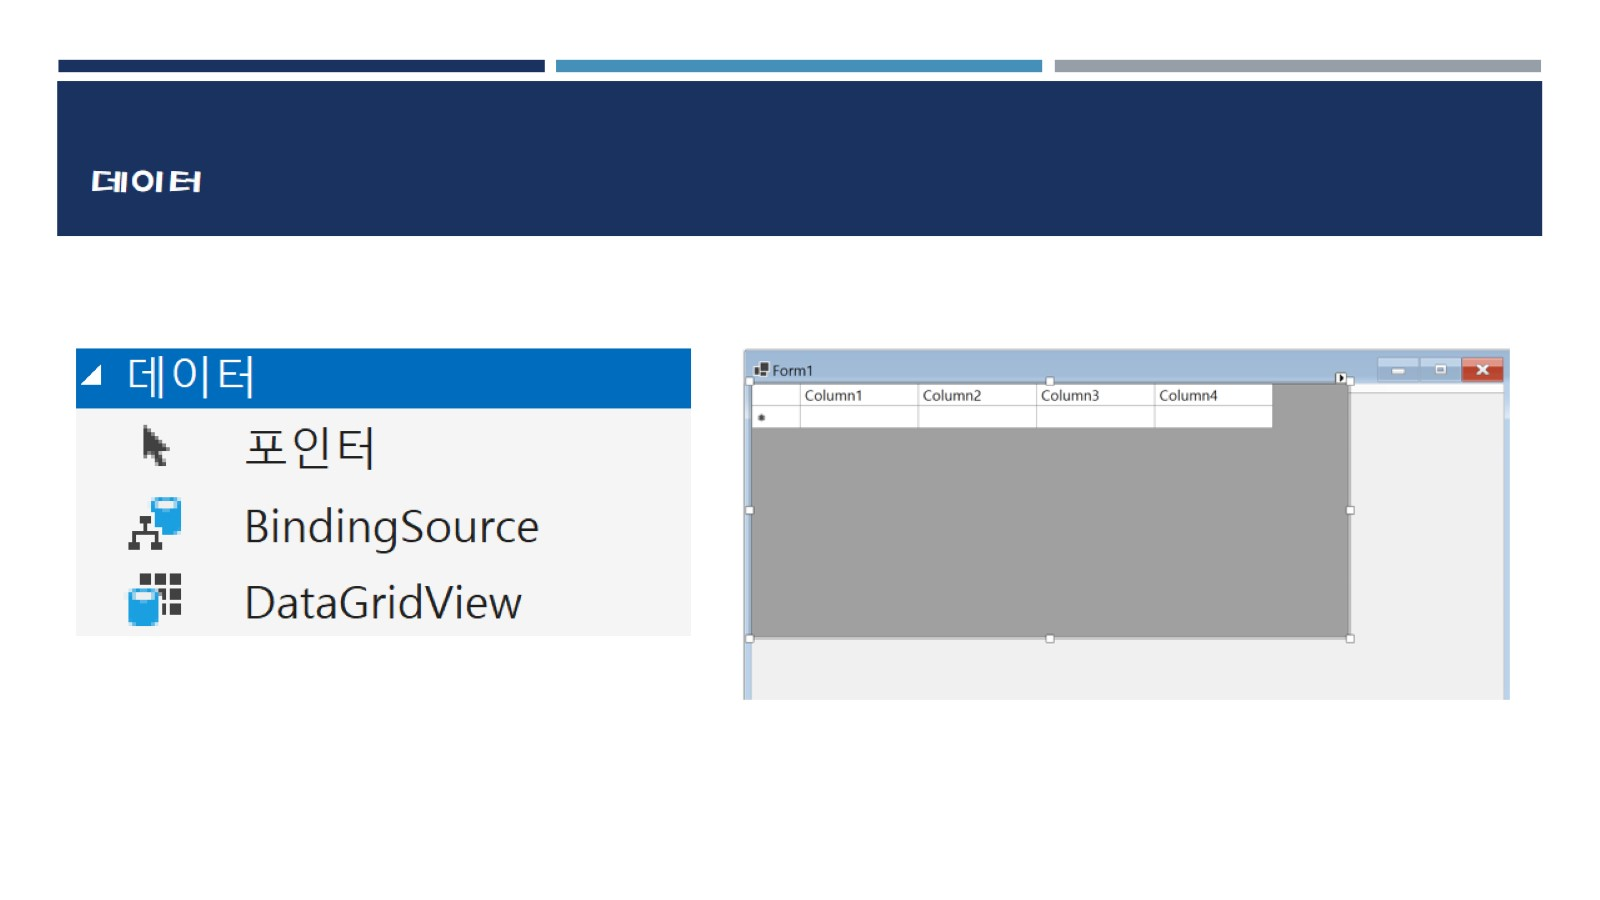 데이터
데이터
포인터
BindingSource
DataGridView
Form1
Column1 Column2 Column3 Column4